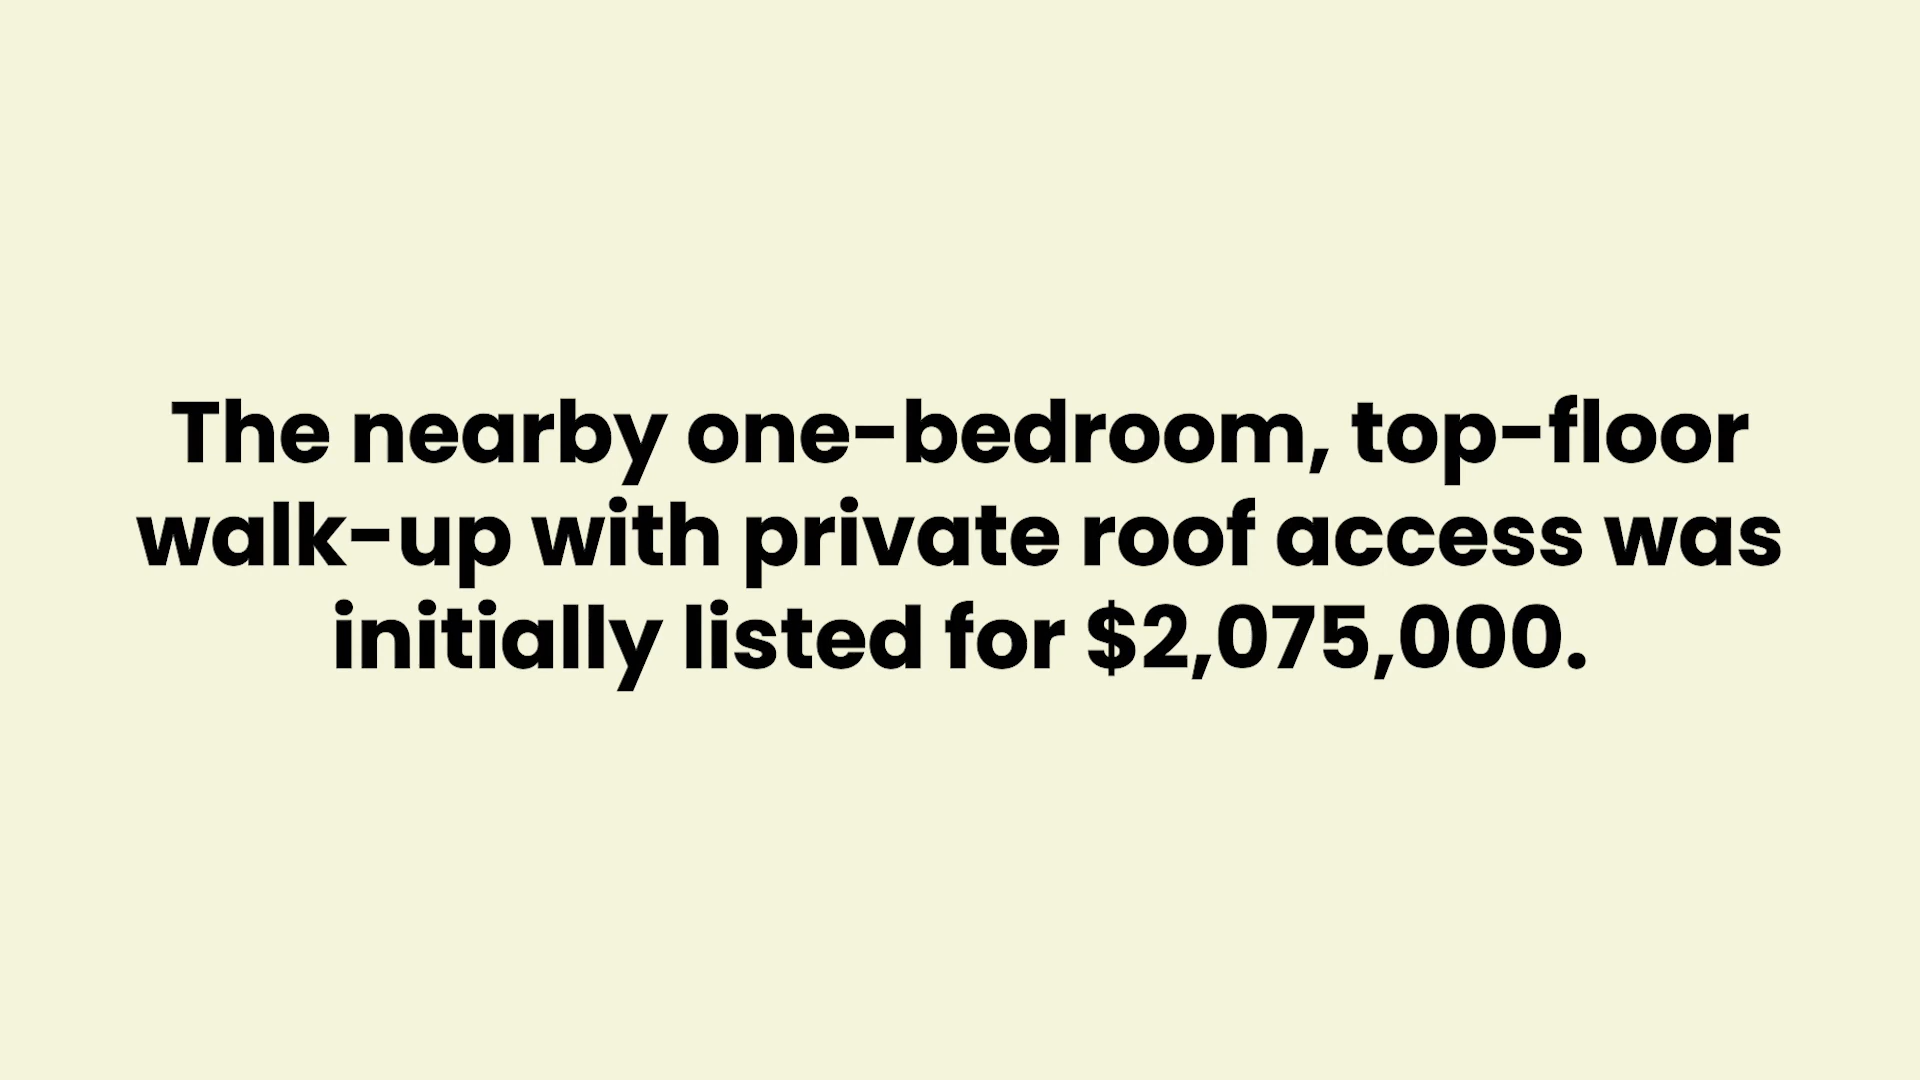 The nearby one-bedroom, top-floor
walk-up with private roof access was
initially listed for $2,075,000.